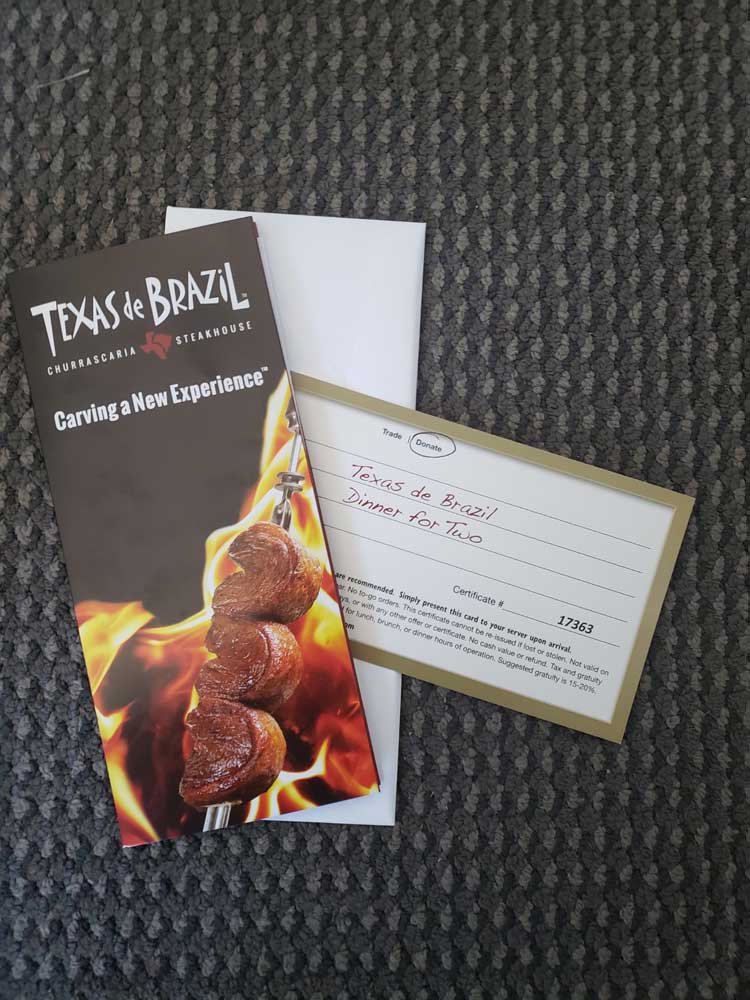 TEXAS de BRAZIL™
CHURRASCARIA STEAKHOUSE
Carving a New Experience™
Trade | Donate
Texas de Brazil
Dinner for Two
Certificate # 17363
are recommended. Simply present this card to your server upon arrival.
No to-go orders. This certificate cannot be re-issued if lost or stolen. Not valid on
or with any other offer or certificate. No cash value or refund. Tax and gratuity
for lunch, brunch, or dinner hours of operation. Suggested gratuity is 15-20%.